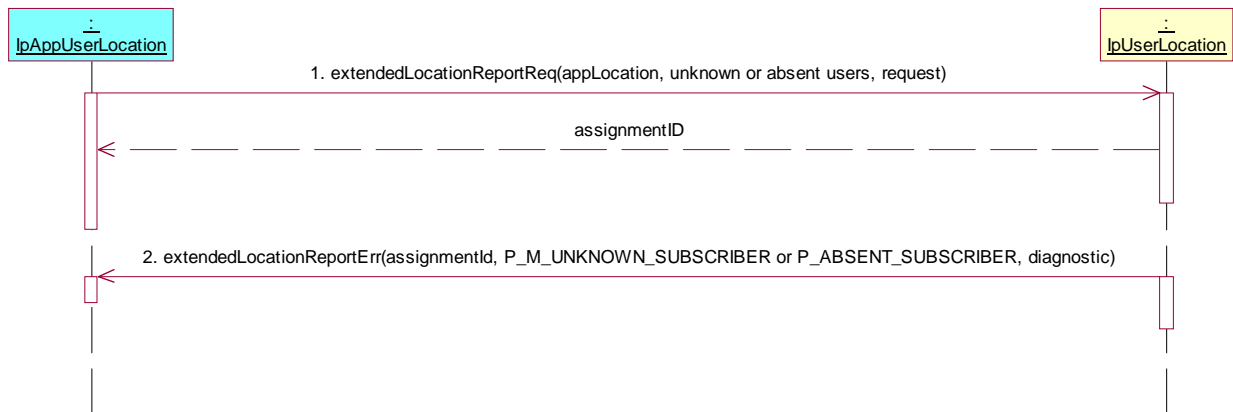 :
IpAppUserLocation
:
IpUserLocation
1. extendedLocationReportReq(appLocation, unknown or absent users, request)
assignmentID
2. extendedLocationReportErr(assignmentId, P_M_UNKNOWN_SUBSCRIBER or P_ABSENT_SUBSCRIBER, diagnostic)